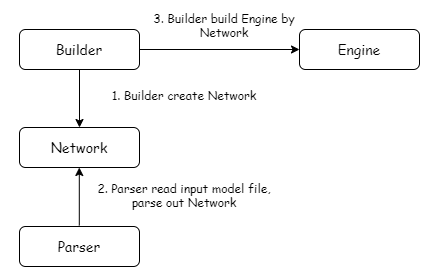 3. Builder build Engine by
Network
Builder
Engine
1. Builder create Network
Network
2. Parser read input model file,
parse out Network
Parser